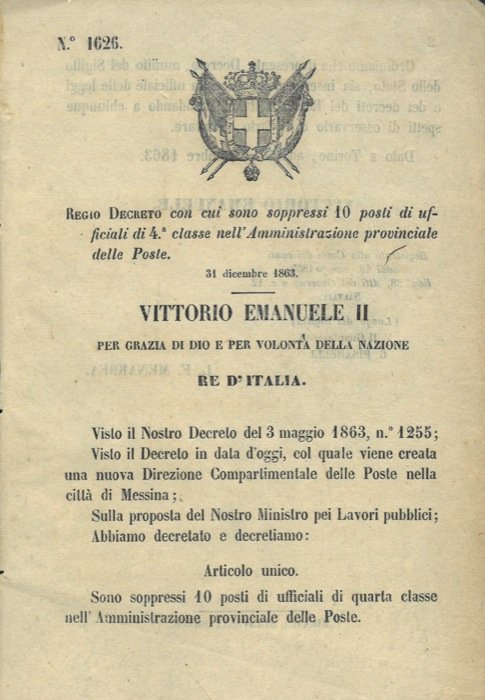 N.º 1626.
REGIO DECRETO con cui sono soppressi 10 posti di uf-
ficiali di 4.ª classe nell'Amministrazione provinciale
delle Poste.
31 dicembre 1863.
VITTORIO EMANUELE II
PER GRAZIA DI DIO E PER VOLONTÀ DELLA NAZIONE
RE D'ITALIA.
Visto il Nostro Decreto del 3 maggio 1863, n.º 1255;
Visto il Decreto in data d'oggi, col quale viene creata
una nuova Direzione Compartimentale delle Poste nella
città di Messina;
Sulla proposta del Nostro Ministro pei Lavori pubblici;
Abbiamo decretato e decretiamo:
Articolo unico.
Sono soppressi 10 posti di ufficiali di quarta classe
nell'Amministrazione provinciale delle Poste.